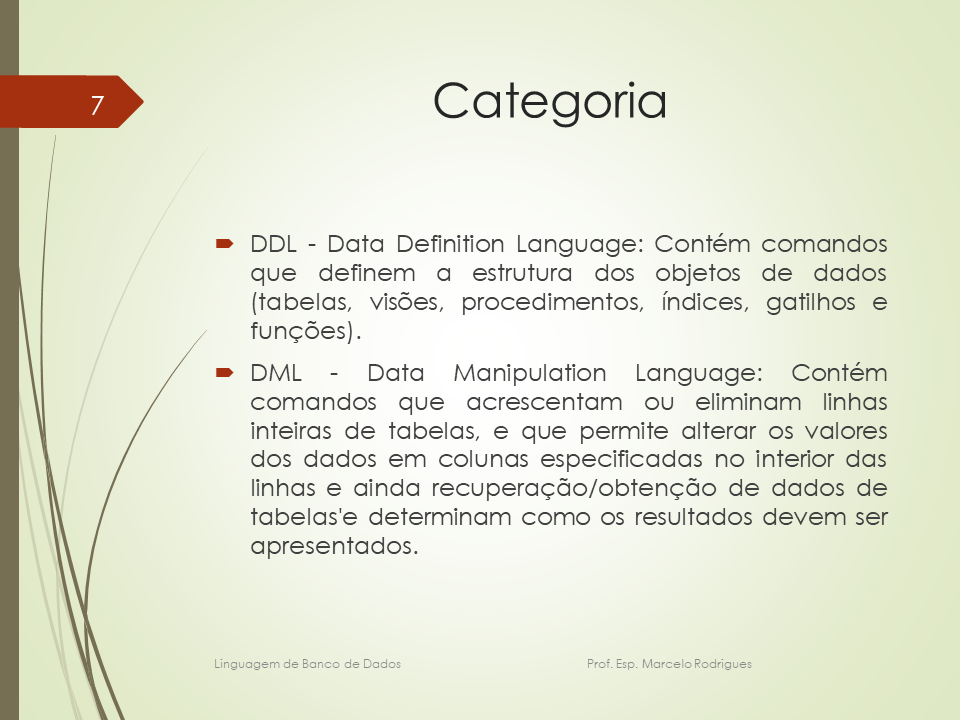 7
Categoria
DDL - Data Definition Language: Contém comandos
que definem a estrutura dos objetos de dados
(tabelas, visões, procedimentos, índices, gatilhos e
funções).
DML - Data Manipulation Language: Contém
comandos que acrescentam ou eliminam linhas
inteiras de tabelas, e que permite alterar os valores
dos dados em colunas especificadas no interior das
linhas e ainda recuperação/obtenção de dados de
tabelas'e determinam como os resultados devem ser
apresentados.
Linguagem de Banco de Dados Prof. Esp. Marcelo Rodrigues